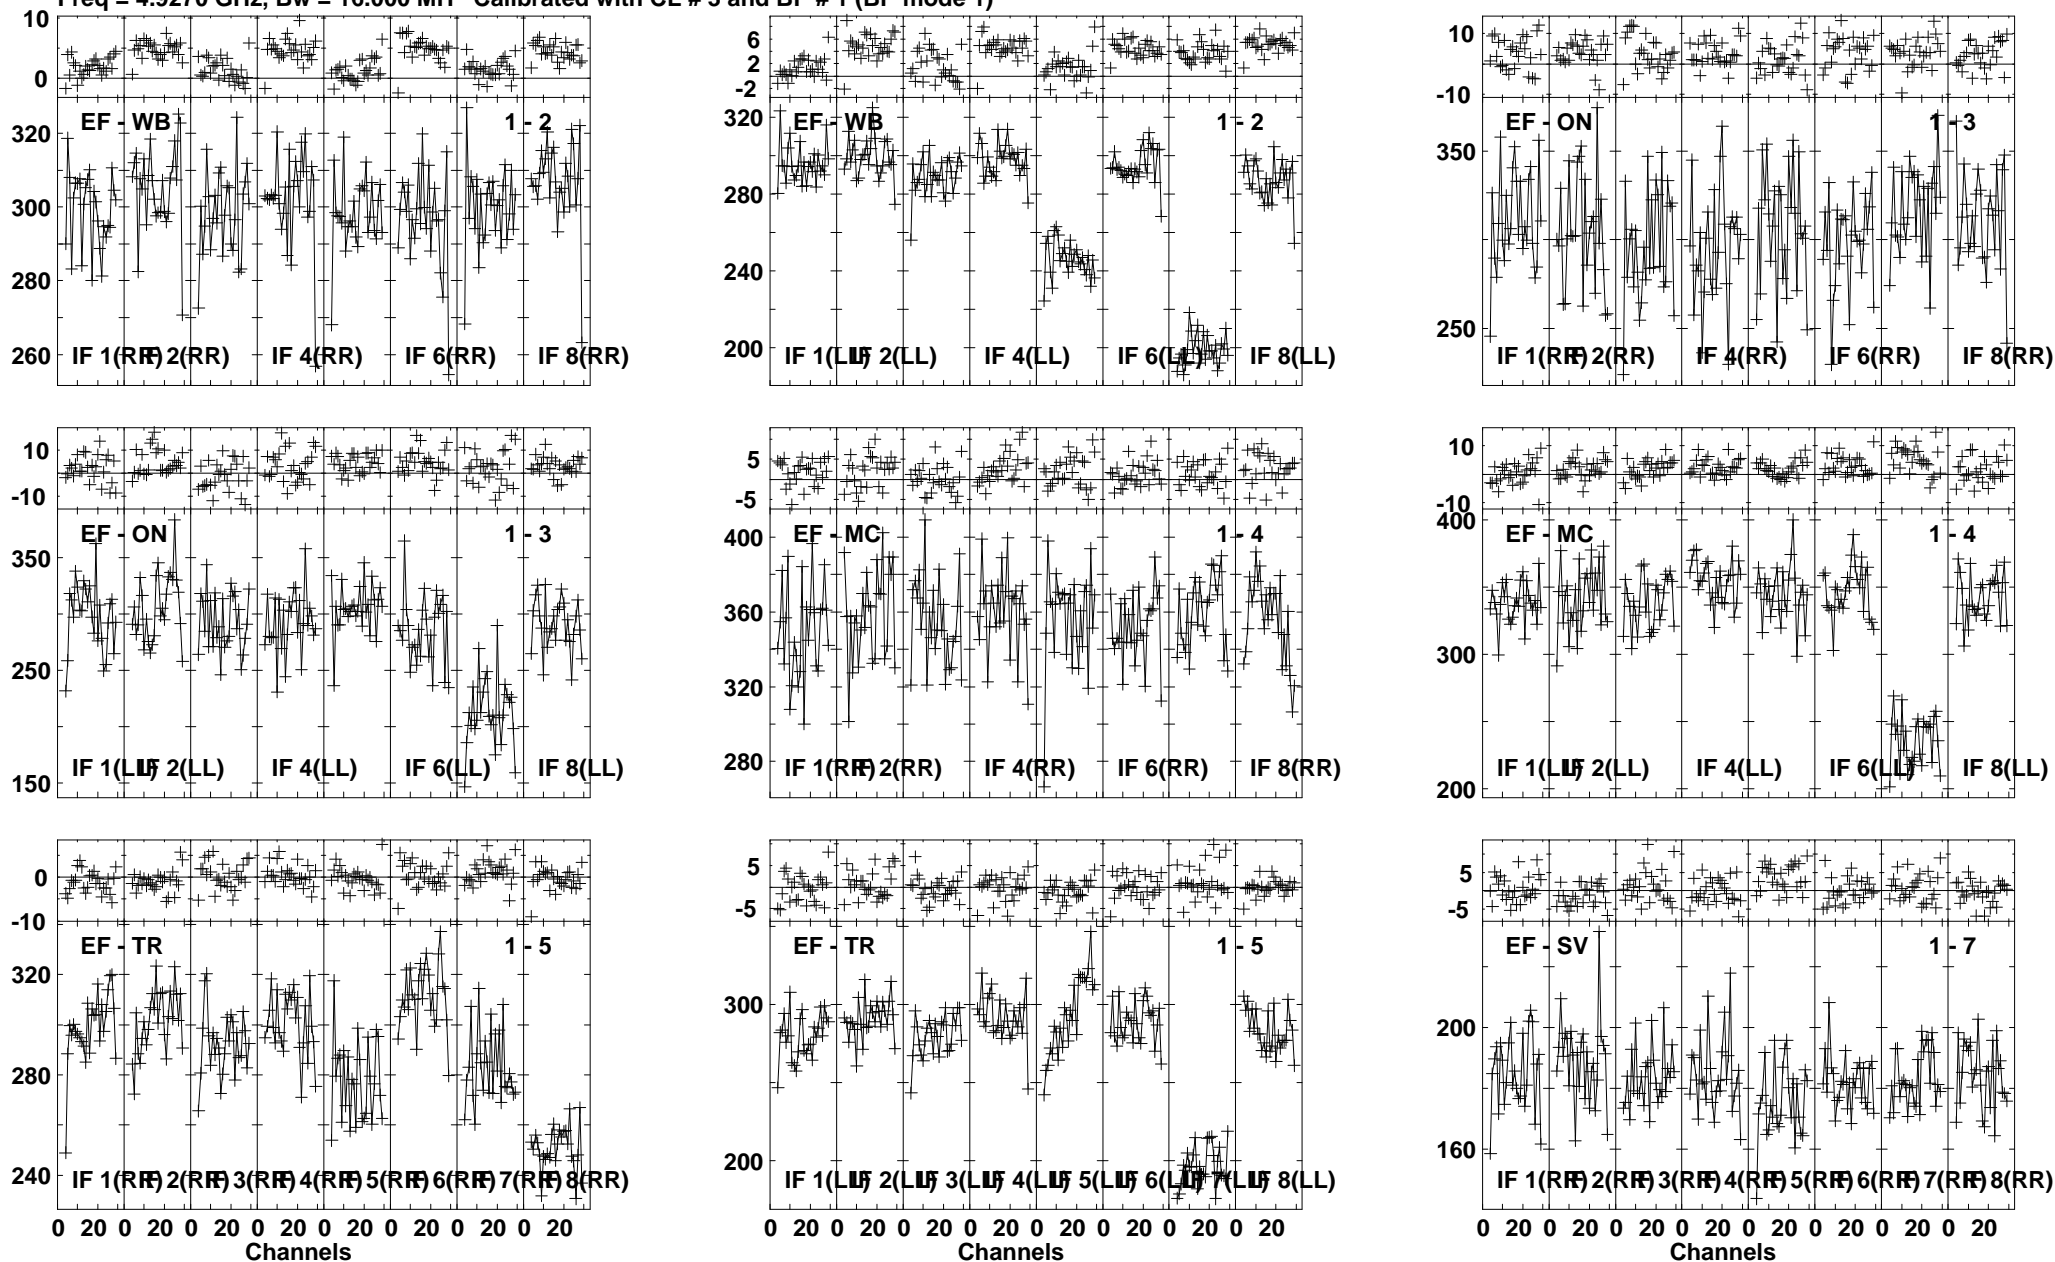 Freq = 4.9270 GHz, Bw = 16.000 MH Calibrated with CL # 3 and BP # 1 (BP mode 1)
10
0
EF - WB 1 - 2
320
300
280
260
IF 1(RR) IF 2(RR) IF 4(RR) IF 6(RR) IF 8(RR)
6
2
-2
EF - WB 1 - 2
320
280
240
200
IF 1(LL) IF 2(LL) IF 4(LL) IF 6(LL) IF 8(LL)
10
-10
EF - ON 1 - 3
350
250
IF 1(RR) IF 2(RR) IF 4(RR) IF 6(RR) IF 8(RR)
10
-10
EF - ON 1 - 3
350
250
150
IF 1(LL) IF 2(LL) IF 4(LL) IF 6(LL) IF 8(LL)
5
-5
EF - MC 1 - 4
400
360
320
280
IF 1(RR) IF 2(RR) IF 4(RR) IF 6(RR) IF 8(RR)
10
-10
400
EF - MC 1 - 4
300
200
IF 1(LL) IF 2(LL) IF 4(LL) IF 6(LL) IF 8(LL)
0
-10
EF - TR 1 - 5
320
280
240
IF 1(RR) IF 2(RR) IF 3(RR) IF 4(RR) IF 5(RR) IF 6(RR) IF 7(RR) IF 8(RR)
0 20 0 20 0 20 0 20 0 20 0 20 0 20 0 20
Channels
5
-5
EF - TR 1 - 5
300
200
IF 1(LL) IF 2(LL) IF 3(LL) IF 4(LL) IF 5(LL) IF 6(LL) IF 7(LL) IF 8(LL)
0 20 0 20 0 20 0 20 0 20 0 20 0 20 0 20
Channels
5
-5
EF - SV 1 - 7
200
160
IF 1(RR) IF 2(RR) IF 3(RR) IF 4(RR) IF 5(RR) IF 6(RR) IF 7(RR) IF 8(RR)
0 20 0 20 0 20 0 20 0 20 0 20 0 20 0 20
Channels